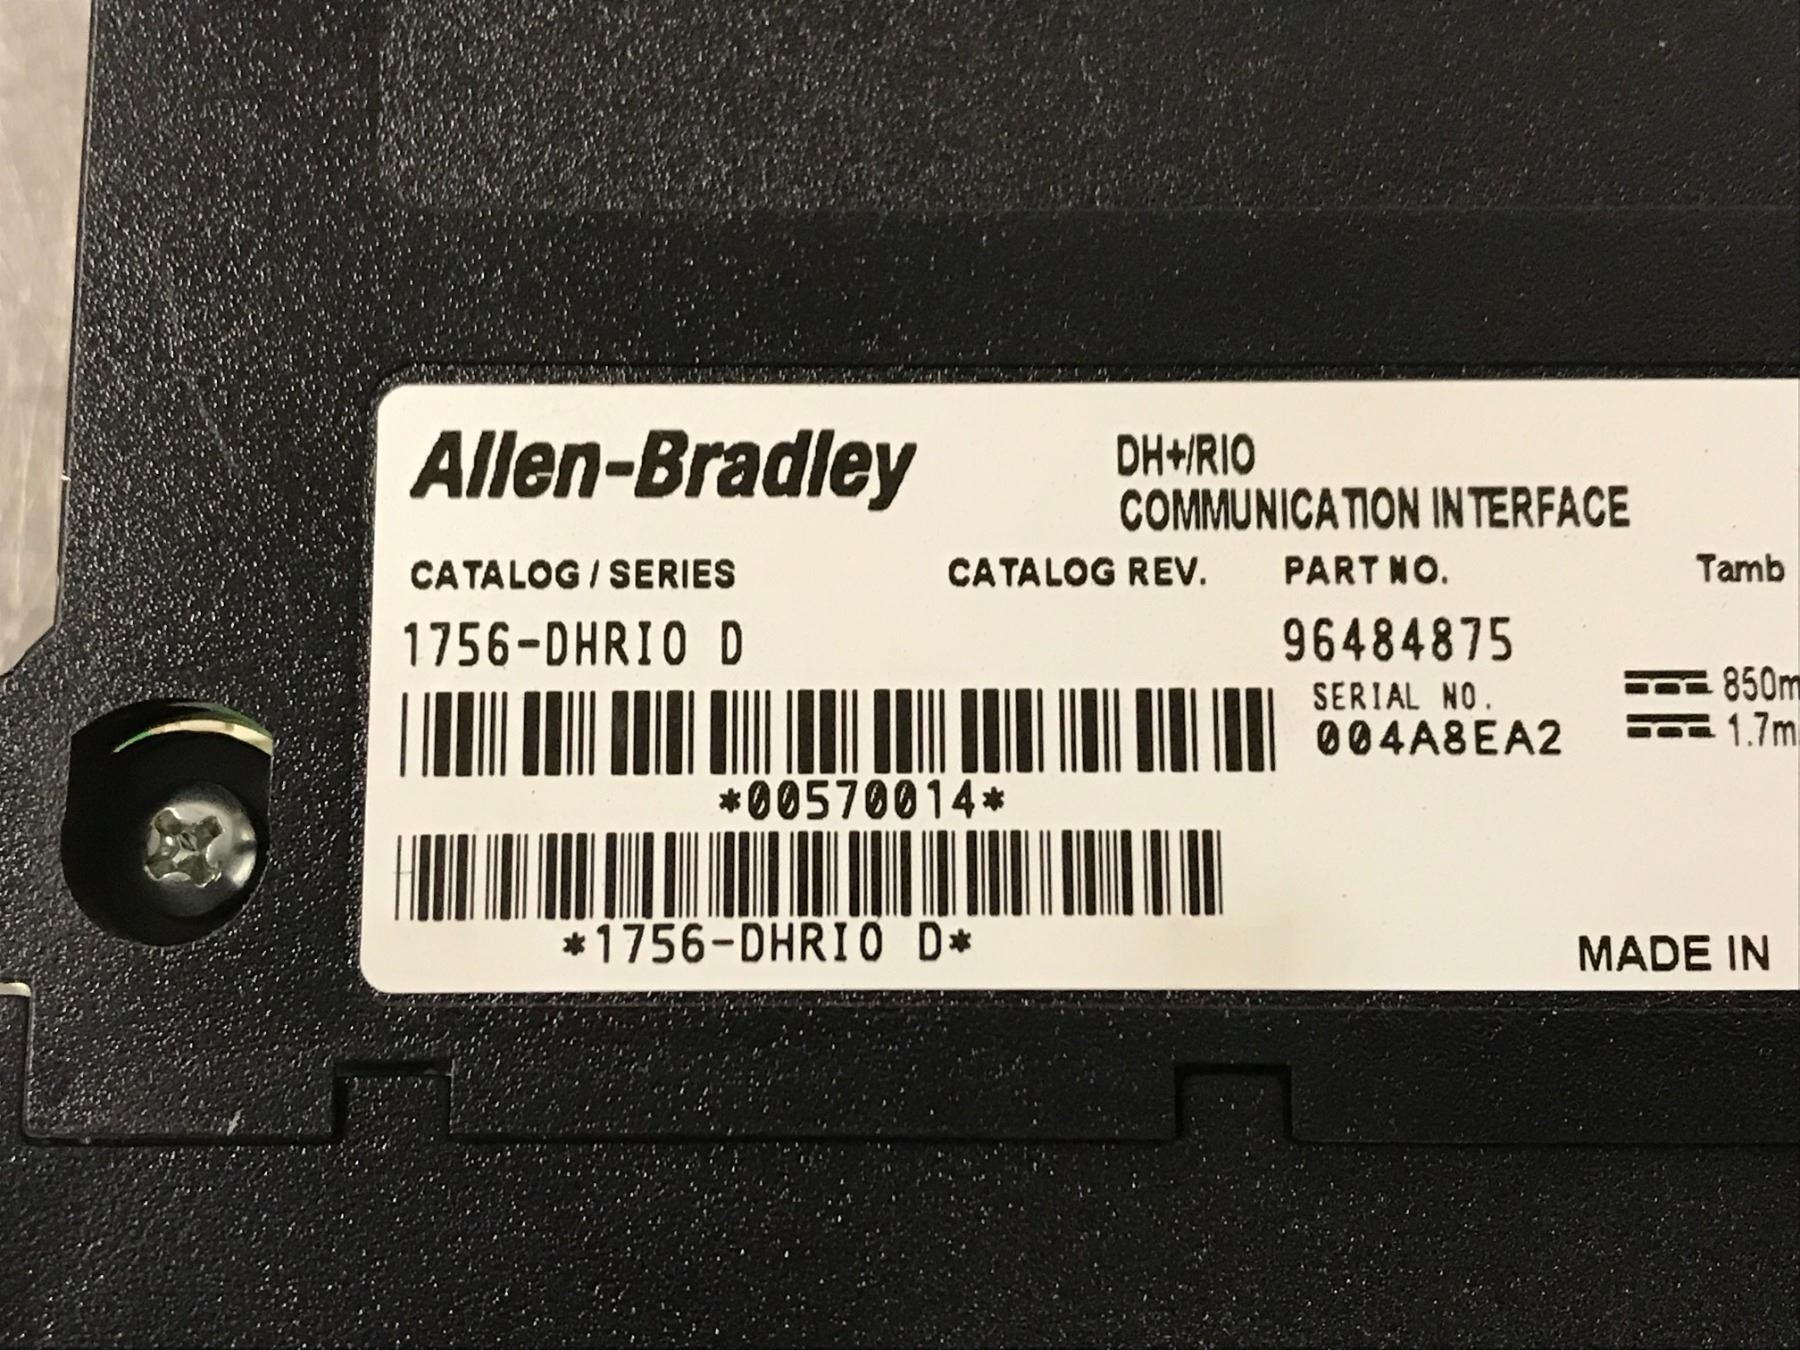 Allen-Bradley
DH+/RIO
COMMUNICATION INTERFACE
CATALOG / SERIES CATALOG REV. PART NO. Tamb
1756-DHRIO D 96484875
SERIAL NO. 850m
004A8EA2 1.7m
*00570014*
*1756-DHRIO D*
MADE IN